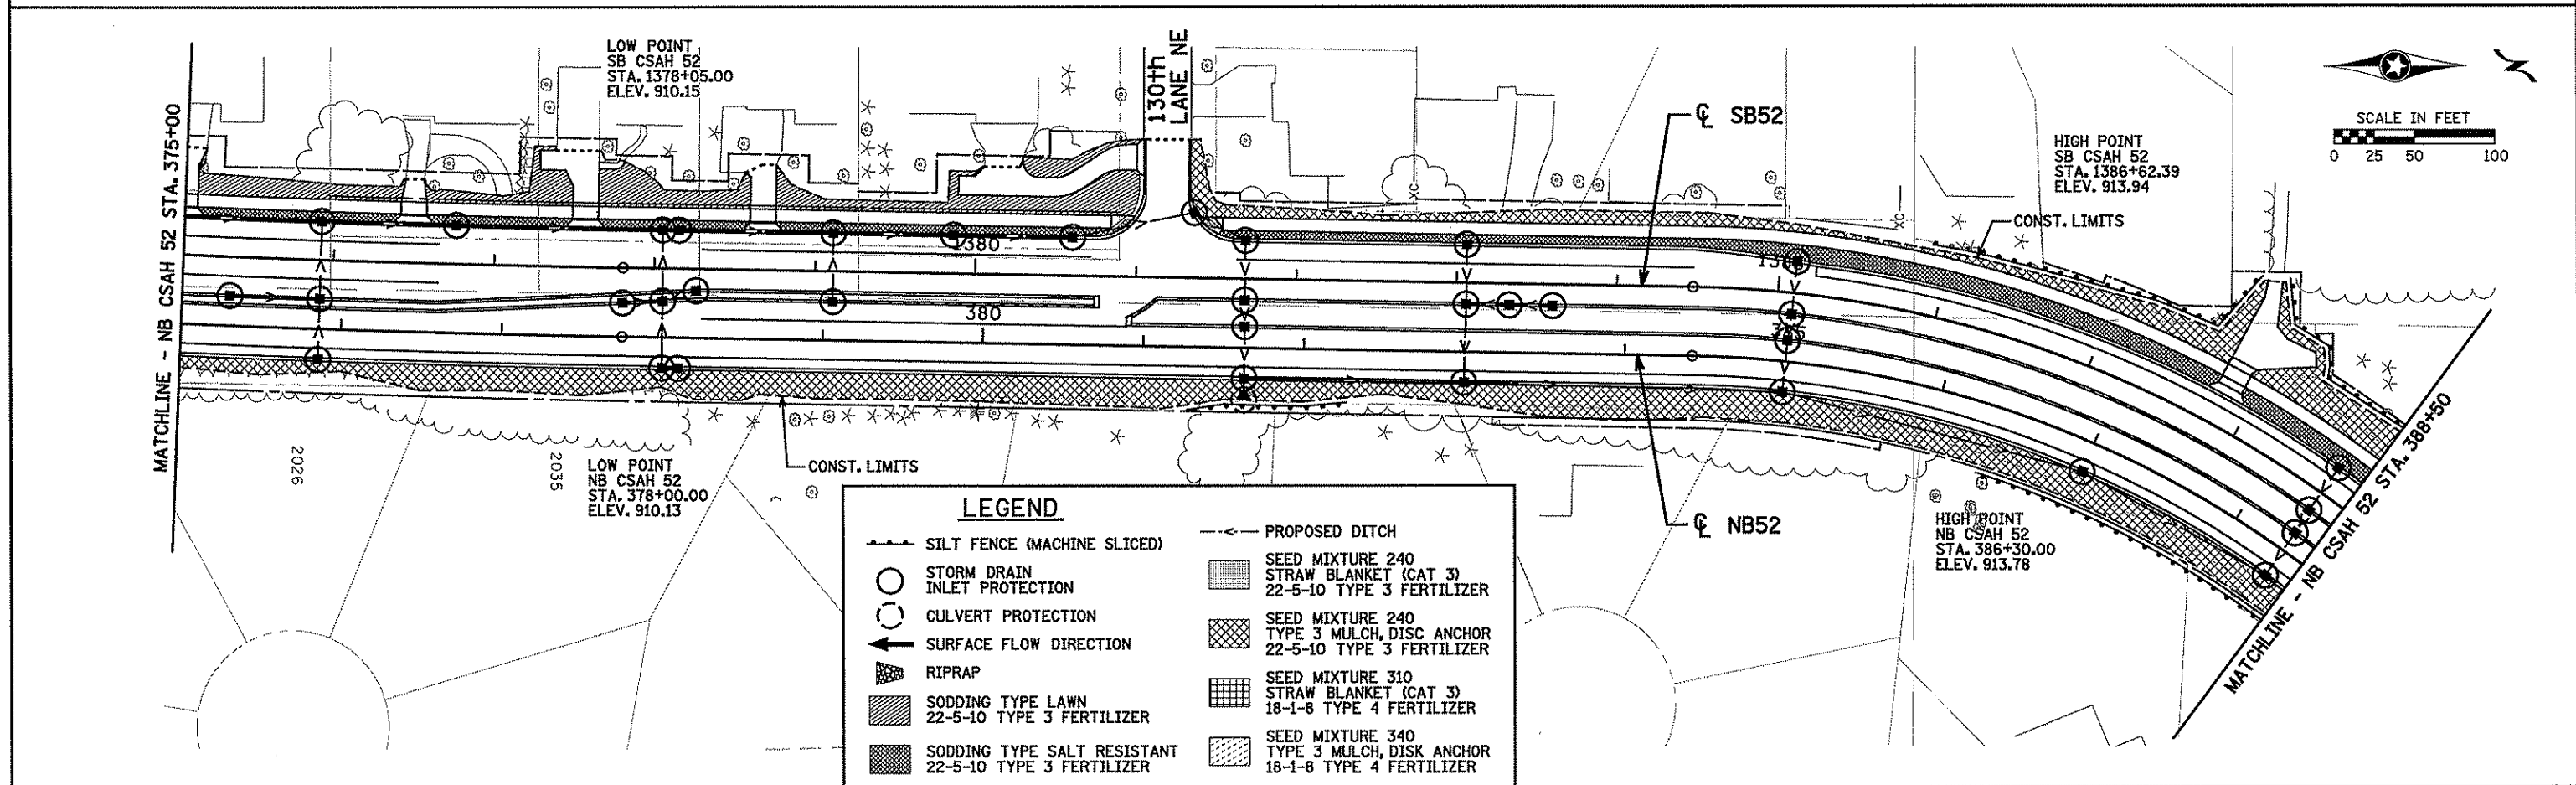 LOW POINT
SB CSAH 52
STA. 1378+05.00
ELEV. 910.15
130th
LANE NE
℄ SB52
SCALE IN FEET
0 25 50 100
HIGH POINT
SB CSAH 52
STA. 1386+62.39
ELEV. 913.94
CONST. LIMITS
MATCHLINE - NB CSAH 52 STA. 375+00
XC
XC
1380
380
2026
2035
LOW POINT
NB CSAH 52
STA. 378+00.00
ELEV. 910.13
CONST. LIMITS
℄ NB52
HIGH POINT
NB CSAH 52
STA. 386+30.00
ELEV. 913.78
MATCHLINE - NB CSAH 52 STA. 388+50
LEGEND
SILT FENCE (MACHINE SLICED)
STORM DRAIN
INLET PROTECTION
CULVERT PROTECTION
SURFACE FLOW DIRECTION
RIPRAP
SODDING TYPE LAWN
22-5-10 TYPE 3 FERTILIZER
SODDING TYPE SALT RESISTANT
22-5-10 TYPE 3 FERTILIZER
PROPOSED DITCH
SEED MIXTURE 240
STRAW BLANKET (CAT 3)
22-5-10 TYPE 3 FERTILIZER
SEED MIXTURE 240
TYPE 3 MULCH, DISC ANCHOR
22-5-10 TYPE 3 FERTILIZER
SEED MIXTURE 310
STRAW BLANKET (CAT 3)
18-1-8 TYPE 4 FERTILIZER
SEED MIXTURE 340
TYPE 3 MULCH, DISK ANCHOR
18-1-8 TYPE 4 FERTILIZER